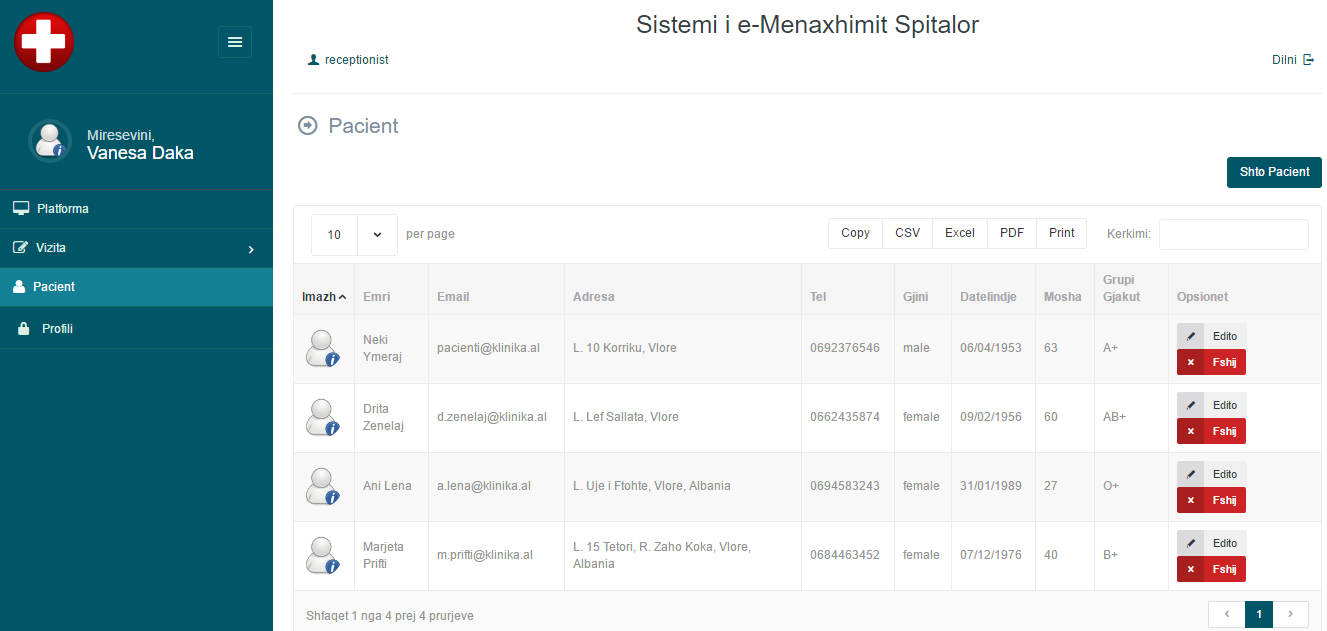 Sistemi i e-Menaxhimit Spitalor
receptionist
Dilni
Miresevini,
Vanesa Daka
Platforma
Vizita
Pacient
Profili
Pacient
Shto Pacient
10 per page
Copy CSV Excel PDF Print Kerkimi:
Imazh Emri Email Adresa Tel Gjini Datelindje Mosha Grupi Gjakut Opsionet
Neki Ymeraj pacienti@klinika.al L. 10 Korriku, Vlore 0692376546 male 06/04/1953 63 A+ Edito
Fshij
Drita Zenelaj d.zenelaj@klinika.al L. Lef Sallata, Vlore 0662435874 female 09/02/1956 60 AB+ Edito
Fshij
Ani Lena a.lena@klinika.al L. Uje i Ftohte, Vlore, Albania 0694583243 female 31/01/1989 27 O+ Edito
Fshij
Marjeta Prifti m.prifti@klinika.al L. 15 Tetori, R. Zaho Koka, Vlore, Albania 0684463452 female 07/12/1976 40 B+ Edito
Fshij
Shfaqet 1 nga 4 prej 4 prurjeve
1